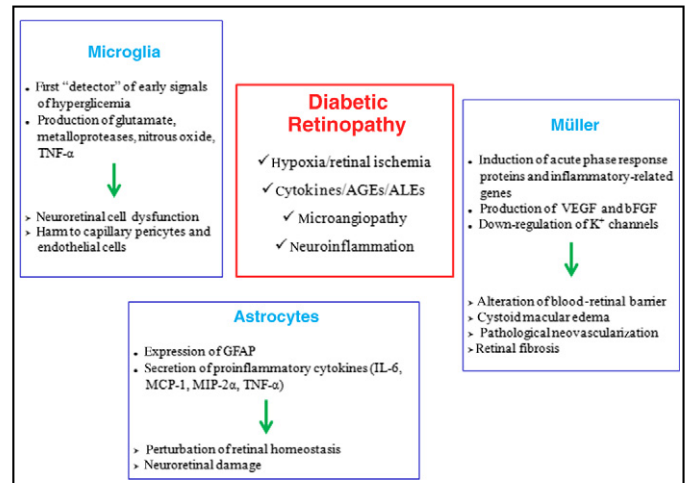 Microglia
• First “detector” of early signals
of hyperglicemia
• Production of glutamate,
metalloproteases, nitrous oxide,
TNF-α
➢ Neuroretinal cell dysfunction
➢ Harm to capillary pericytes and
endothelial cells
Diabetic
Retinopathy
✓Hypoxia/retinal ischemia
✓Cytokines/AGEs/ALEs
✓ Microangiopathy
✓Neuroinflammation
Müller
• Induction of acute phase response
proteins and inflammatory-related
genes
• Production of VEGF and bFGF
• Down-regulation of K⁺ channels
➢ Alteration of blood-retinal barrier
➢ Cystoid macular edema
➢ Pathological neovascularization
➢ Retinal fibrosis
Astrocytes
• Expression of GFAP
• Secretion of proinflammatory cytokines (IL-6,
MCP-1, MIP-2α, TNF-α)
➢ Perturbation of retinal homeostasis
➢ Neuroretinal damage